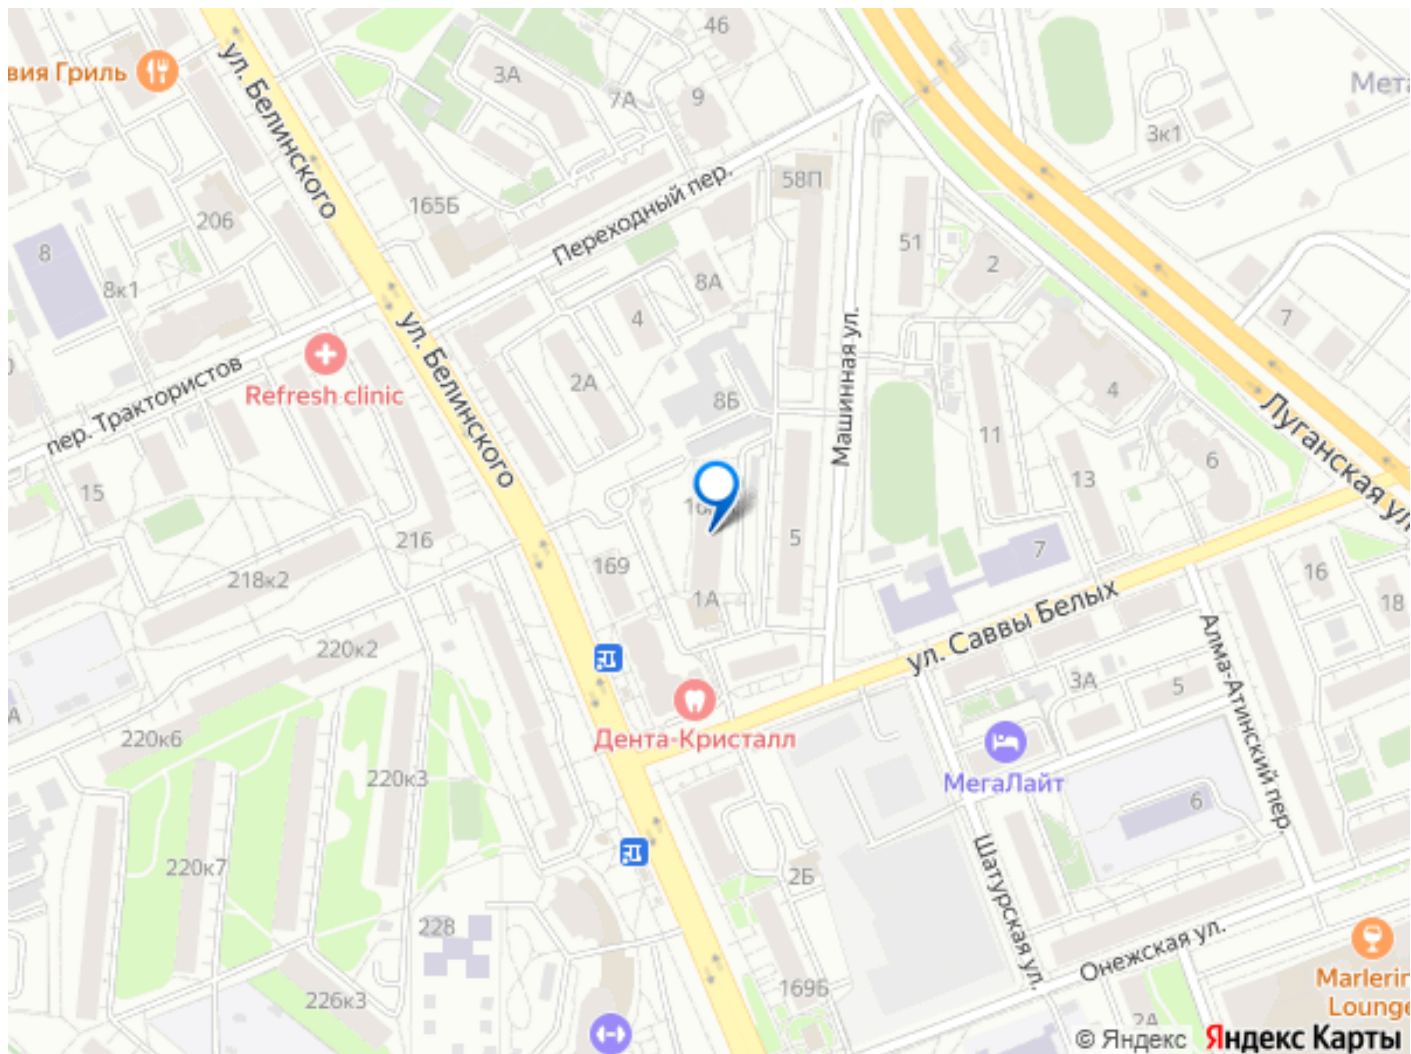 46
вия Гриль
3А
7А
9
Мета
3к1
ул. Белинского
58П
165Б
Переходный пер.
206
51
8
2
8к1
8А
4
7
ул. Белинского
Refresh clinic
2А
8Б
Машинная ул.
4
пер. Трактористов
11
Луганская ул.
6
13
15
5
216
7
169
218к2
16
1А
18
ул. Саввы Белых
220к2
Алма-Атинский пер.
3А
5
А
220к6
Дента-Кристалл
220к3
МегаЛайт
6
220к7
2Б
Шатурская ул.
228
Онежская ул.
169Б
226к3
Marlerin
Lounge
2А
© Яндекс Яндекс Карты